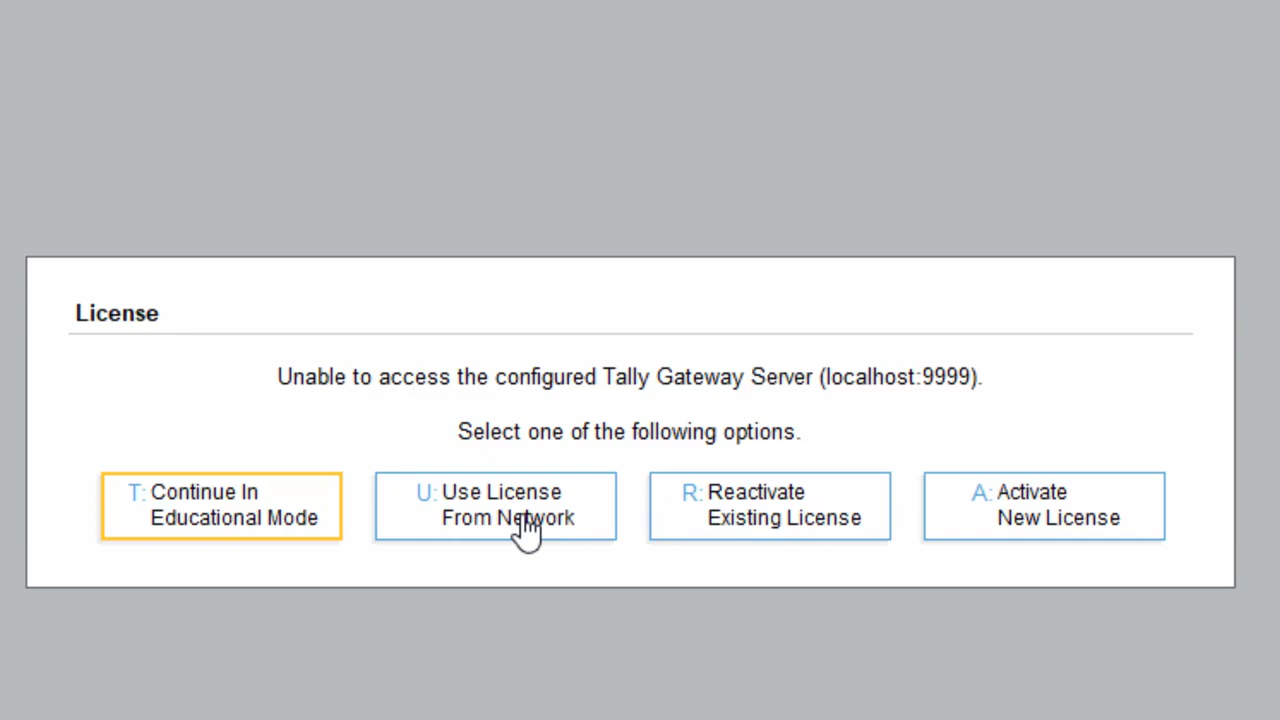 License
Unable to access the configured Tally Gateway Server (localhost:9999).
Select one of the following options.
T: Continue In
Educational Mode
U: Use License
From Network
R: Reactivate
Existing License
A: Activate
New License